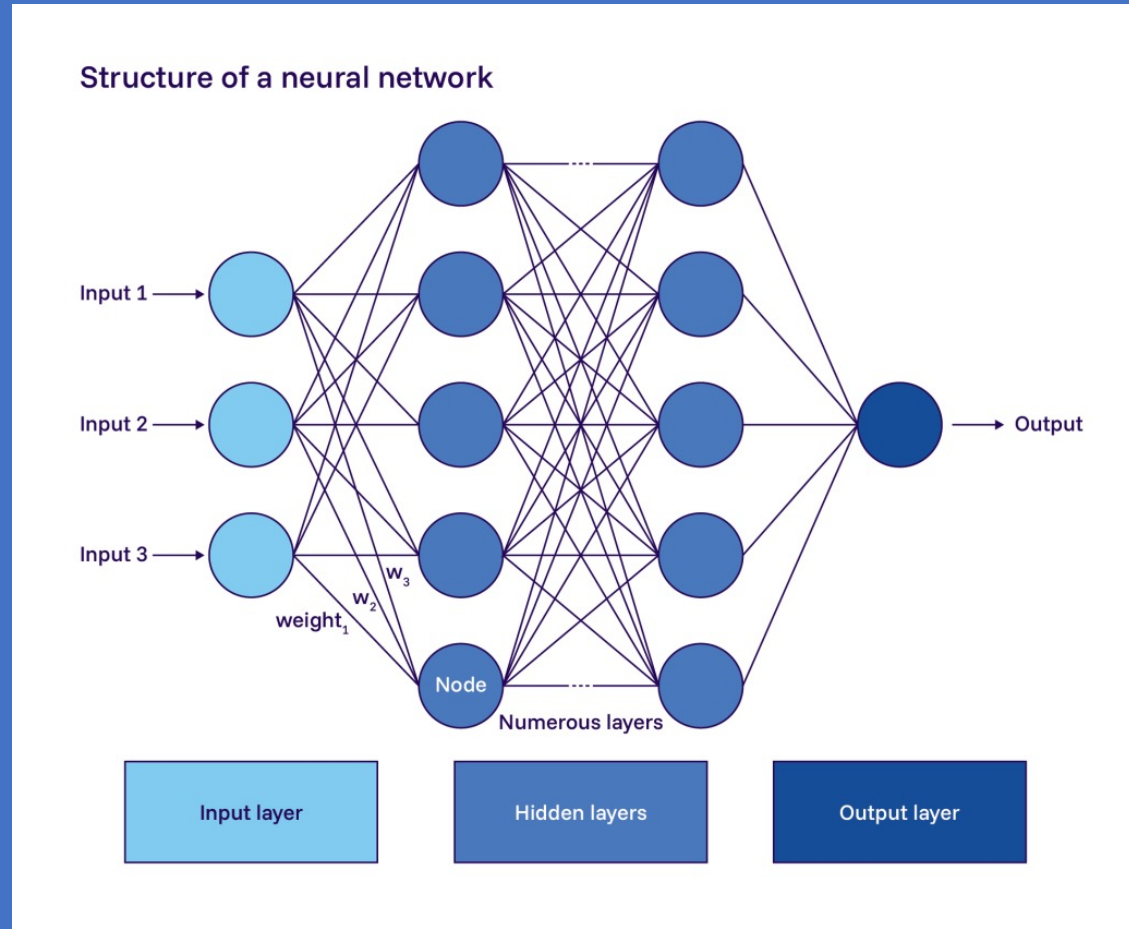 Structure of a neural network
Input 1
Input 2
Input 3
w₃
w₂
weight₁
Node
Numerous layers
Output
Input layer
Hidden layers
Output layer